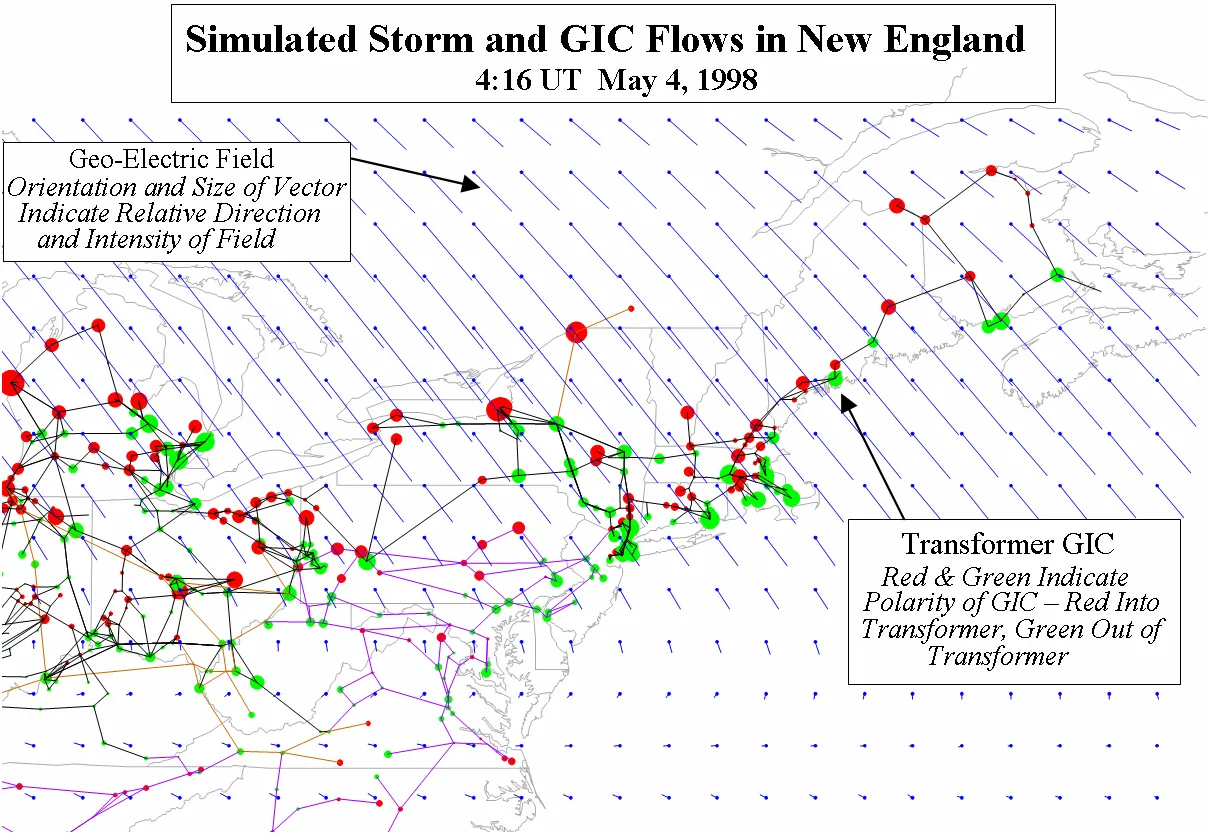 Simulated Storm and GIC Flows in New England
4:16 UT  May 4, 1998
Geo-Electric Field
Orientation and Size of Vector
Indicate Relative Direction
and Intensity of Field
Transformer GIC
Red & Green Indicate
Polarity of GIC – Red Into
Transformer, Green Out of
Transformer